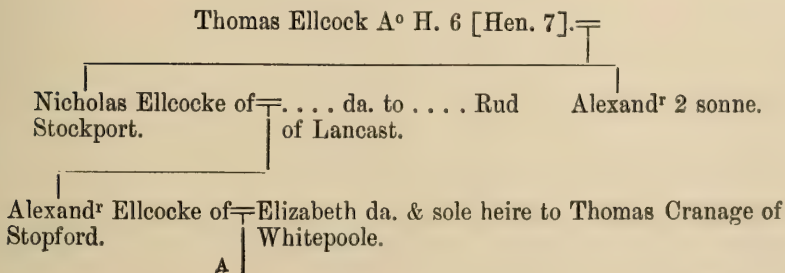 Thomas Ellcock Aº H. 6 [Hen. 7].
Nicholas Ellcocke of .... da. to .... Rud Alexandʳ 2 sonne.
Stockport. of Lancast.
Alexandʳ Ellcocke of Elizabeth da. & sole heire to Thomas Cranage of
Stopford. Whitepoole.
A